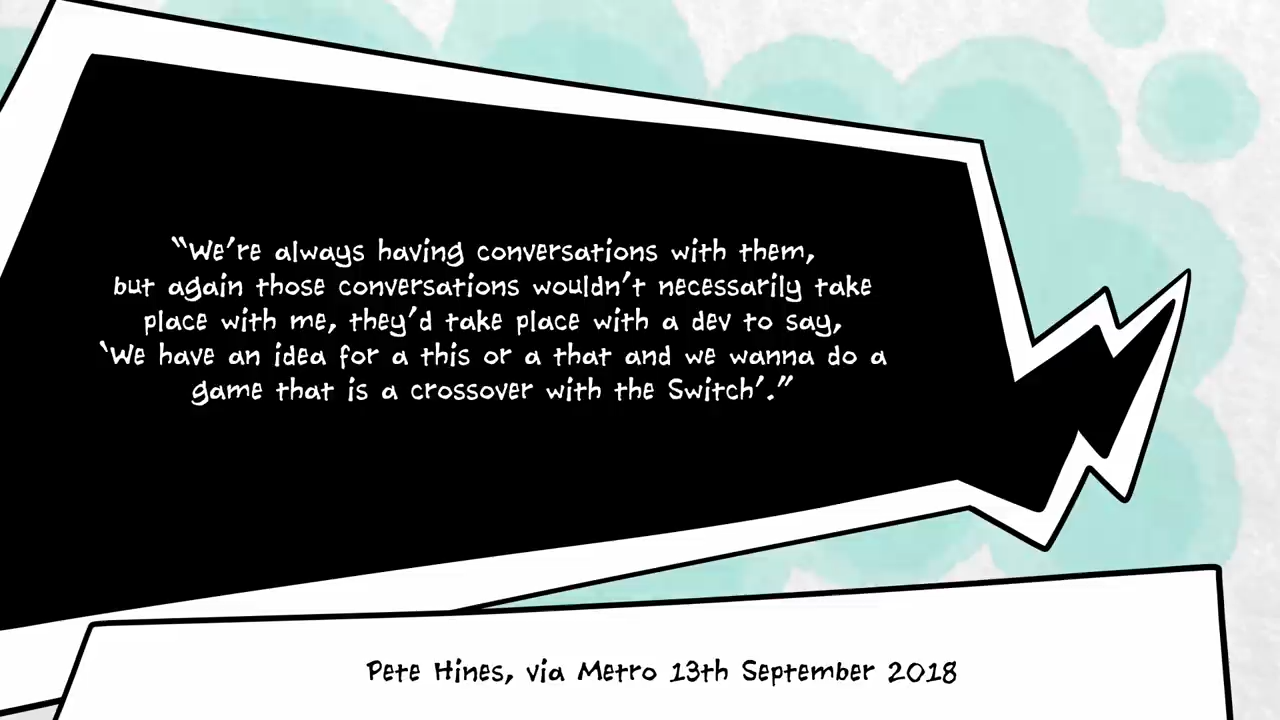 “We’re always having conversations with them,
but again those conversations wouldn’t necessarily take
place with me, they’d take place with a dev to say,
‘We have an idea for a this or a that and we wanna do a
game that is a crossover with the Switch’.”
Pete Hines, via Metro 13th September 2018